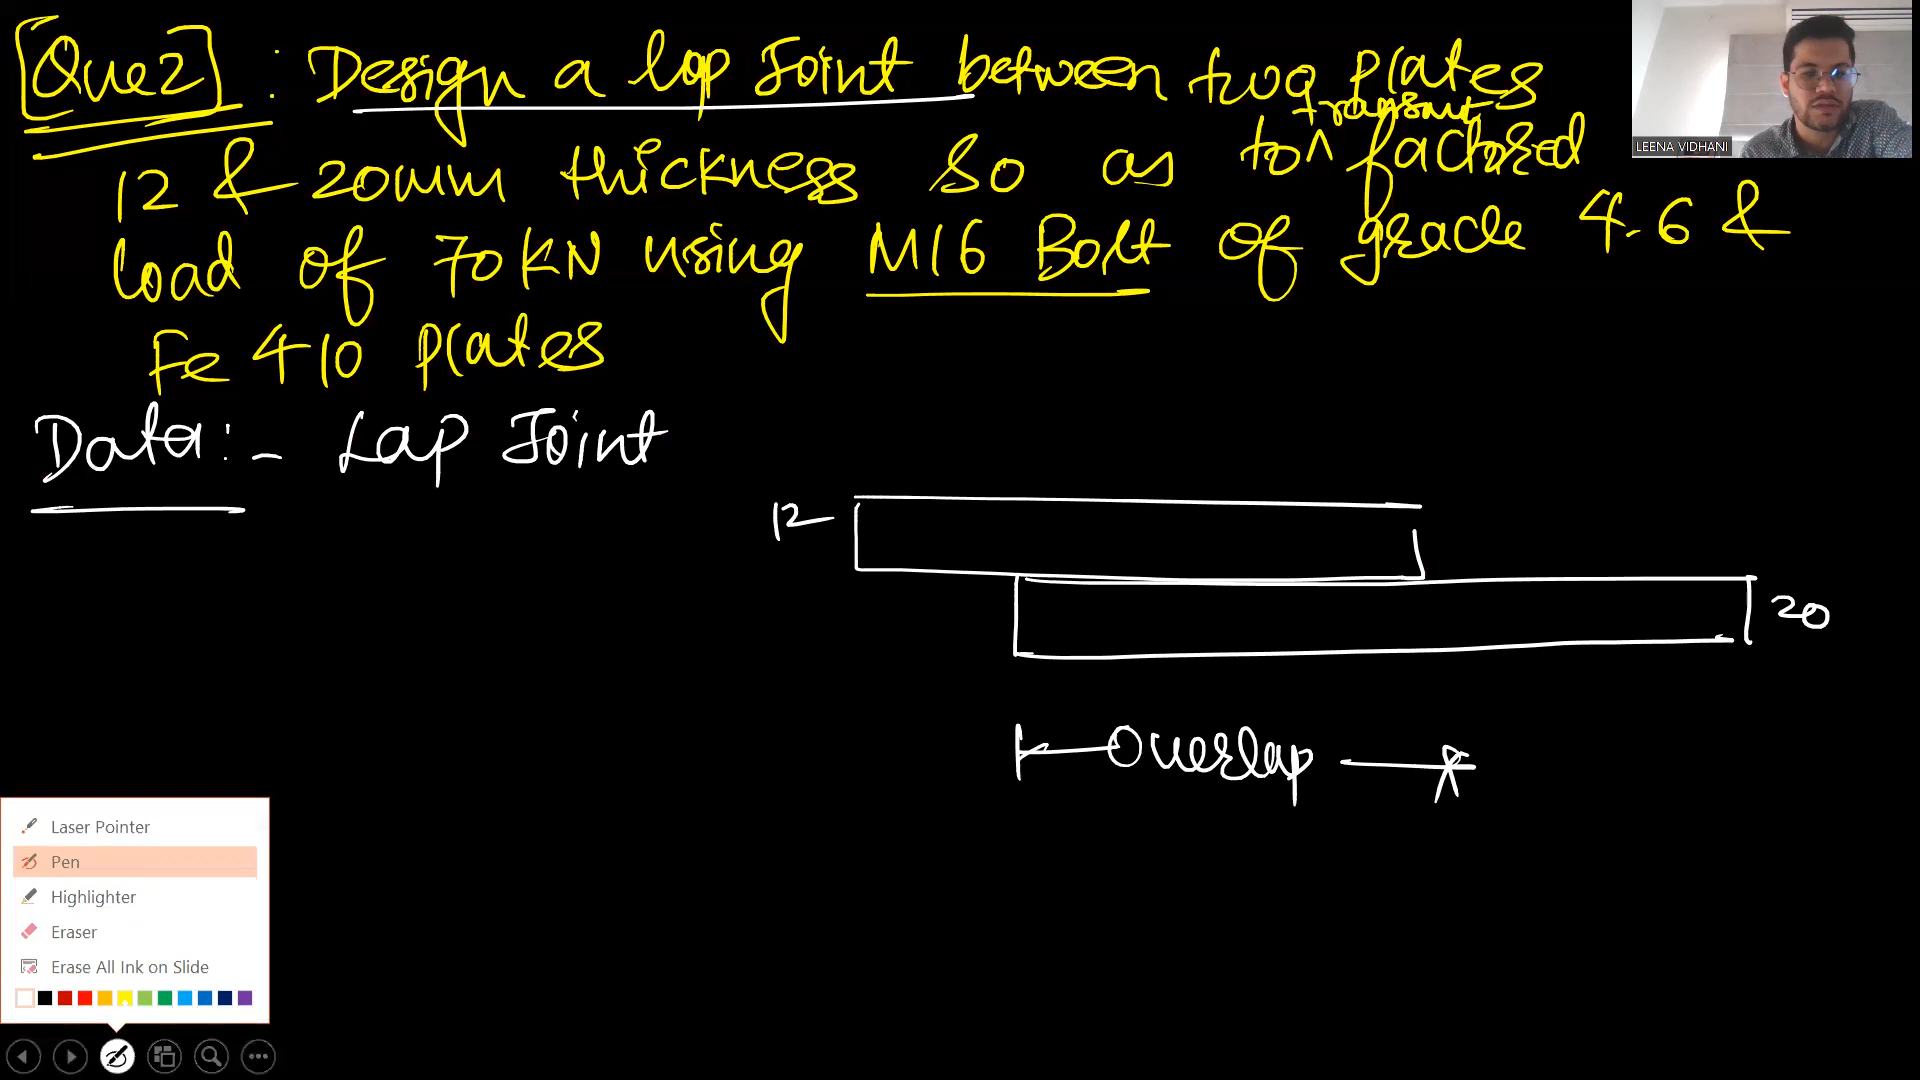 [Que2] : Design a lap Joint between two Plates
12 & 20mm thickness so as to ^ transmit factored
load of 70 KN using M16 Bolt of grade 4.6 &
Fe 410 plates
Data:- Lap Joint
12
20
Overlap
LEENA VIDHANI
Laser Pointer
Pen
Highlighter
Eraser
Erase All Ink on Slide